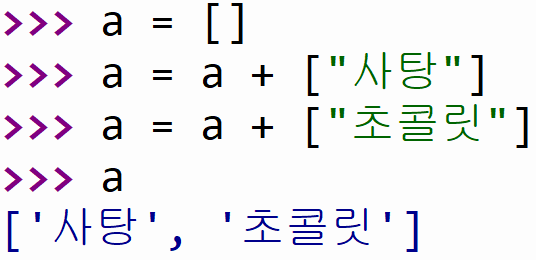 >>> a = []
>>> a = a + ["사탕"]
>>> a = a + ["초콜릿"]
>>> a
['사탕', '초콜릿']